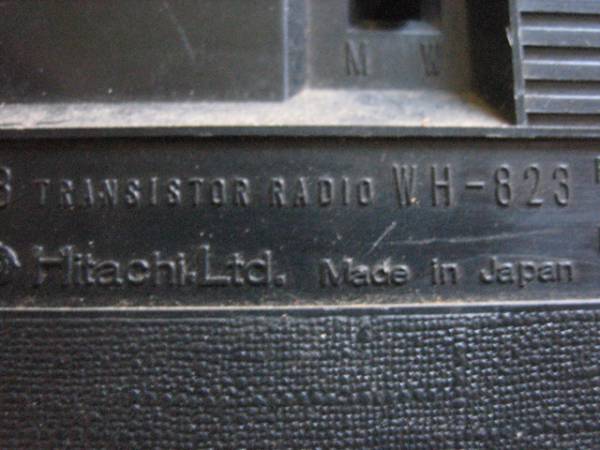 M W
TRANSISTOR RADIO WH-823
Hitachi, Ltd. Made in Japan